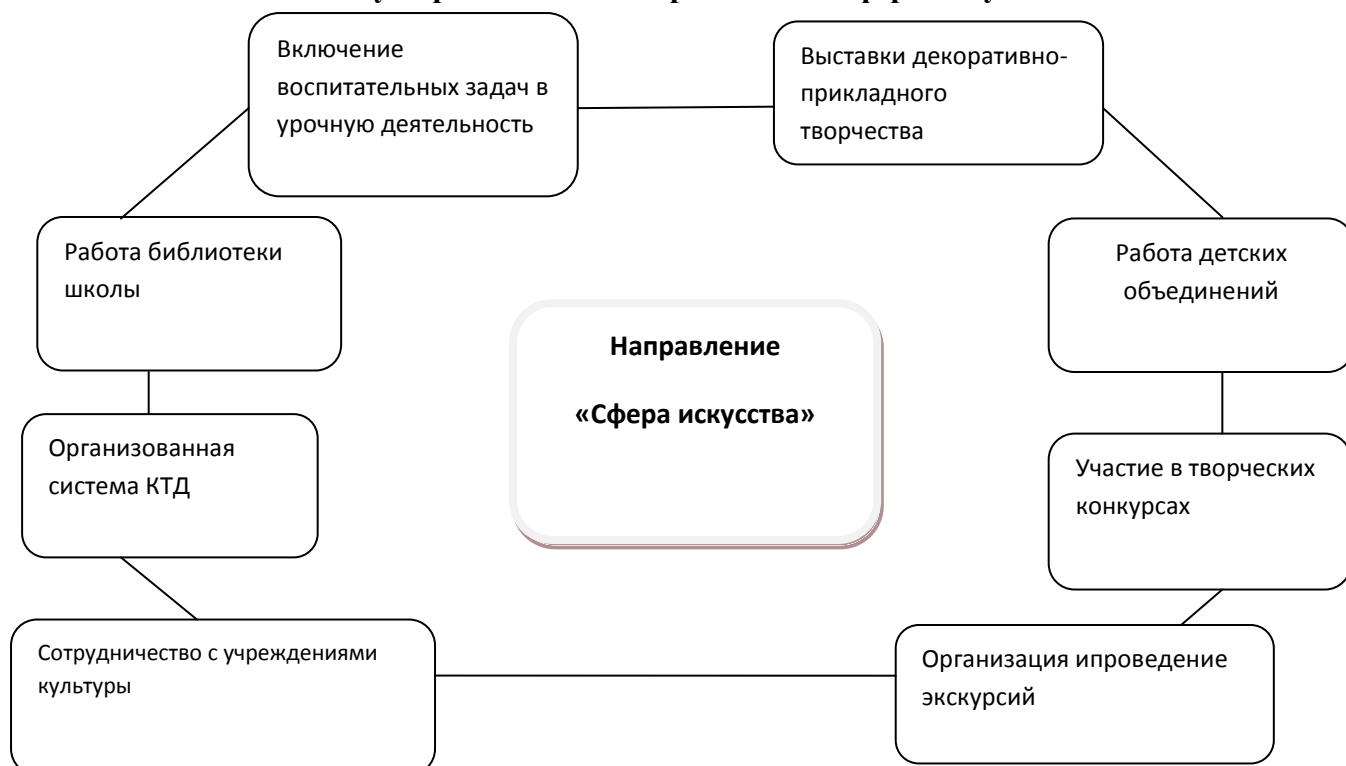 Включение
воспитательных задач в
урочную деятельность
Выставки декоративно-
прикладного
творчества
Работа библиотеки
школы
Работа детских
объединений
Направление
«Сфера искусства»
Организованная
система КТД
Участие в творческих
конкурсах
Сотрудничество с учреждениями
культуры
Организация ипроведение
экскурсий